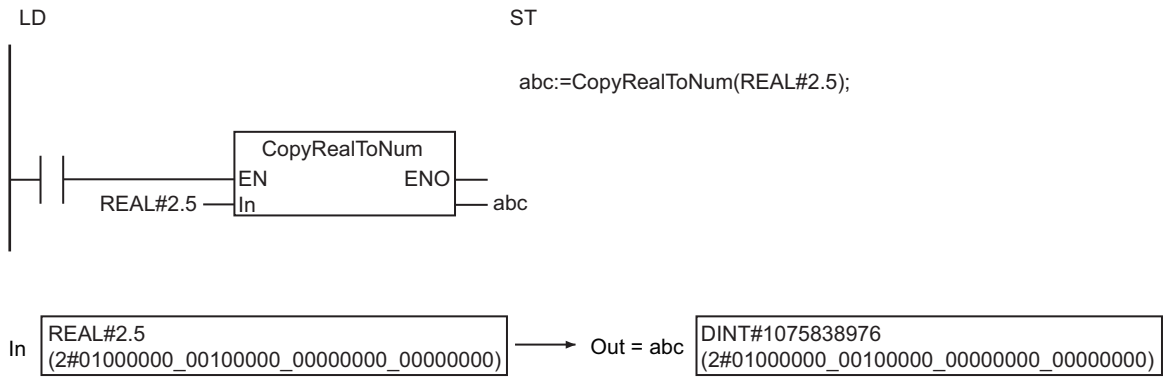 LD
ST
abc:=CopyRealToNum(REAL#2.5);
CopyRealToNum
EN ENO
REAL#2.5 In abc
In REAL#2.5
(2#01000000_00100000_00000000_00000000)
Out = abc DINT#1075838976
(2#01000000_00100000_00000000_00000000)